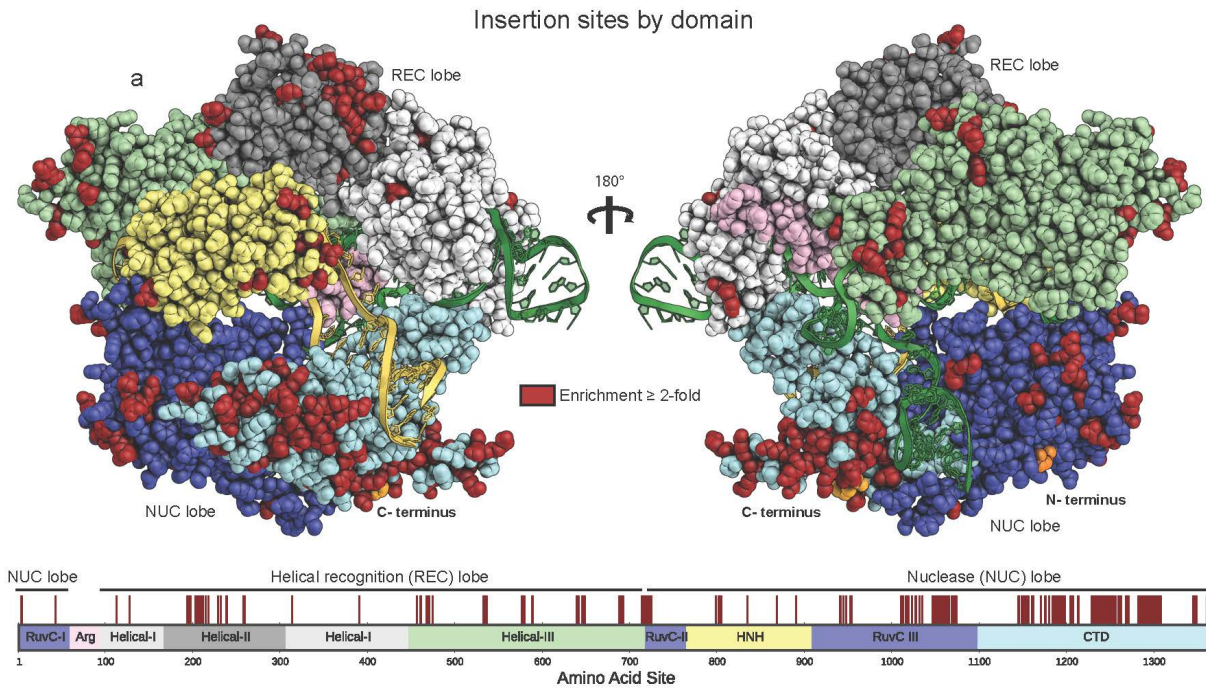 Insertion sites by domain
a
REC lobe
REC lobe
180°
Enrichment ≥ 2-fold
NUC lobe
C- terminus
C- terminus
N- terminus
NUC lobe
NUC lobe
Helical recognition (REC) lobe
Nuclease (NUC) lobe
RuvC-I
Arg
Helical-I
Helical-II
Helical-I
Helical-III
RuvC-II
HNH
RuvC III
CTD
1 100 200 300 400 500 600 700 800 900 1000 1100 1200 1300
Amino Acid Site